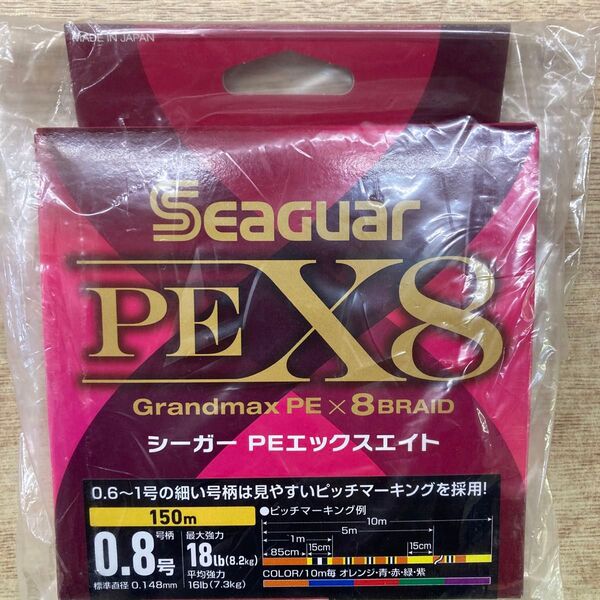 MADE IN JAPAN
SEAGUAR
PEX8
Grandmax PE×8BRAID
シーガー PEエックスエイト
0.6~1号の細い号柄は見やすいピッチマーキングを採用!
150m
●ピッチマーキング例
10m
5m
1m
85cm
15cm
15cm
号柄
0.8号
標準直径 0.148mm
最大強力
18lb(8.2kg)
平均強力
16lb(7.3kg)
COLOR/10m毎 オレンジ・青・赤・緑・紫